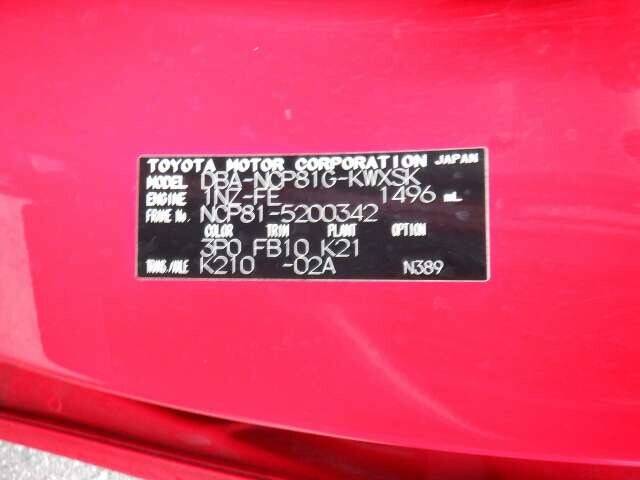 TOYOTA MOTOR CORPORATION JAPAN
MODEL DBA-NCP81G-KWXSK
ENGINE 1NZ-FE 1496 mL
FRAME No. NCP81-5200342
COLOR TRIM PLANT OPTION
3P0 FB10 K21
TRANS./AXLE K210 -02A N389